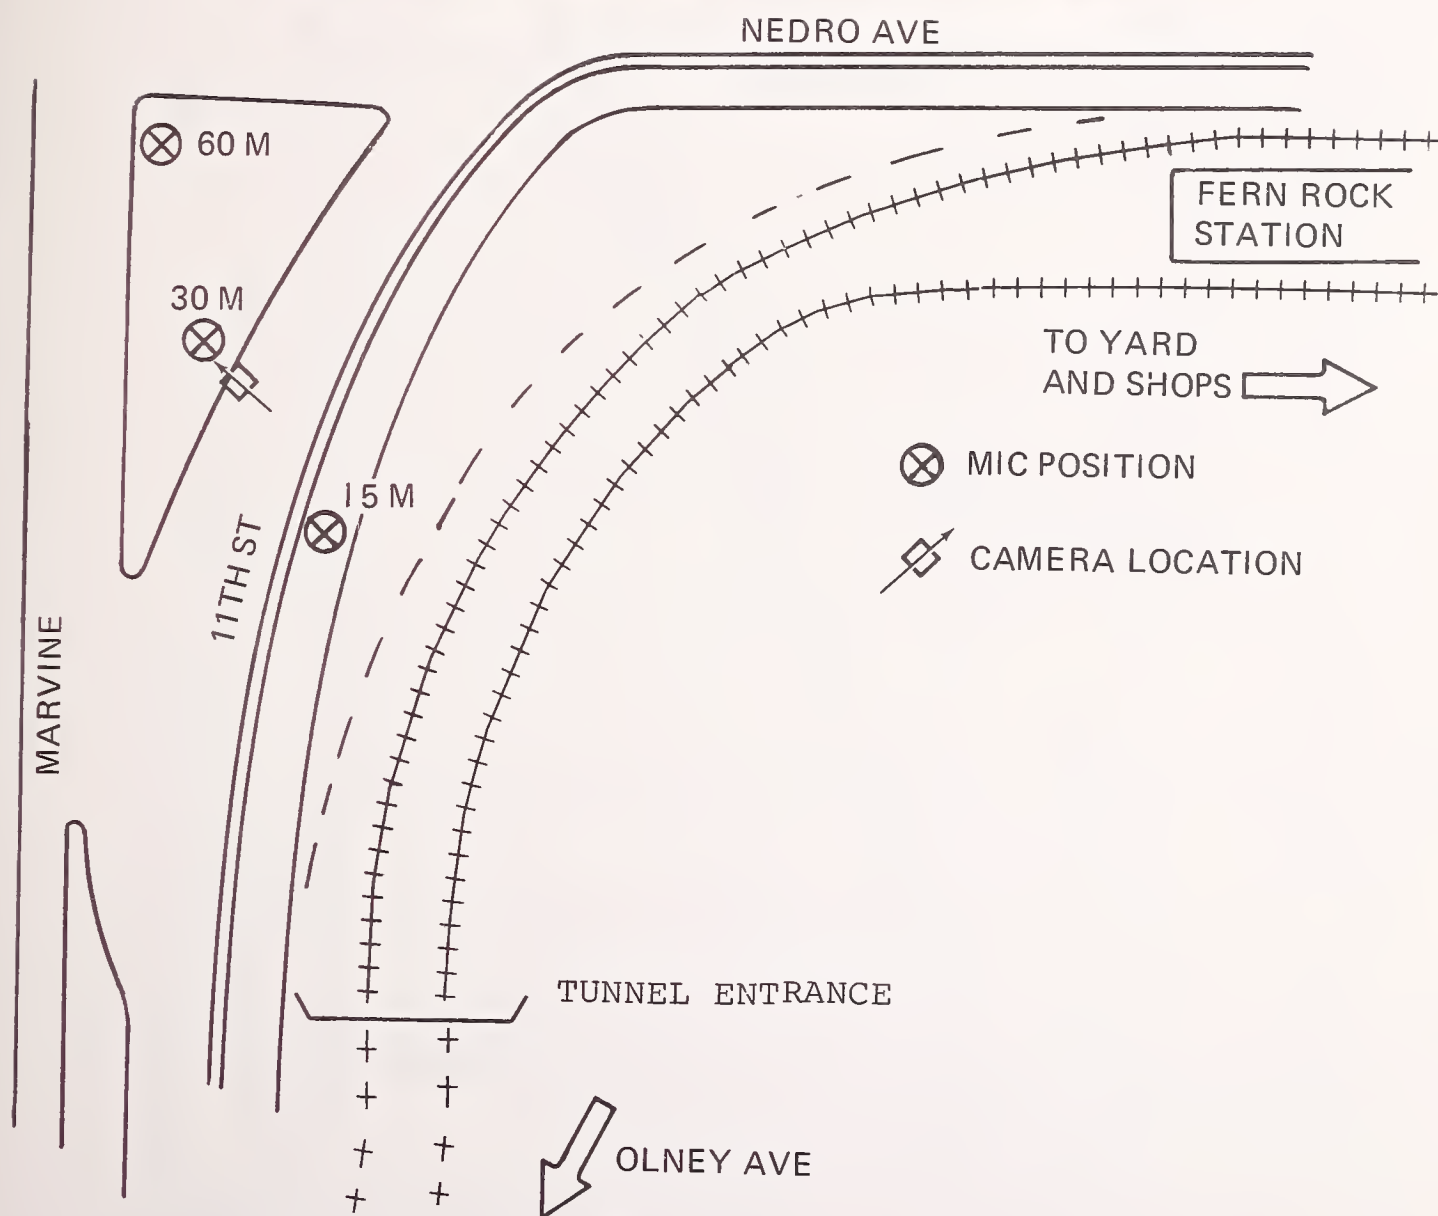 NEDRO AVE
60 M
FERN ROCK
STATION
30 M
TO YARD
AND SHOPS
MIC POSITION
15 M
11TH ST
CAMERA LOCATION
MARVINE
TUNNEL ENTRANCE
OLNEY AVE